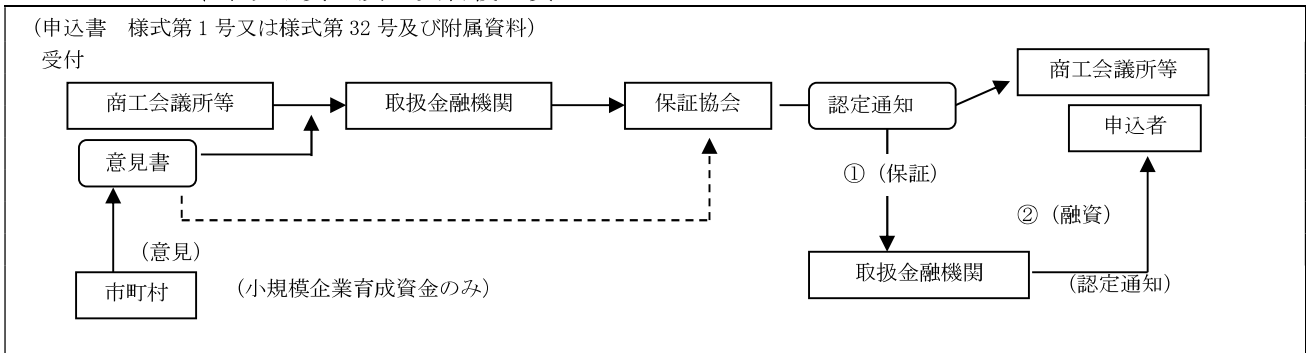 （申込書　様式第１号又は様式第 32 号及び附属資料）
受付
商工会議所等
取扱金融機関
保証協会
認定通知
商工会議所等
申込者
意見書
①（保証）
②（融資）
（意見）
市町村
（小規模企業育成資金のみ）
取扱金融機関
（認定通知）